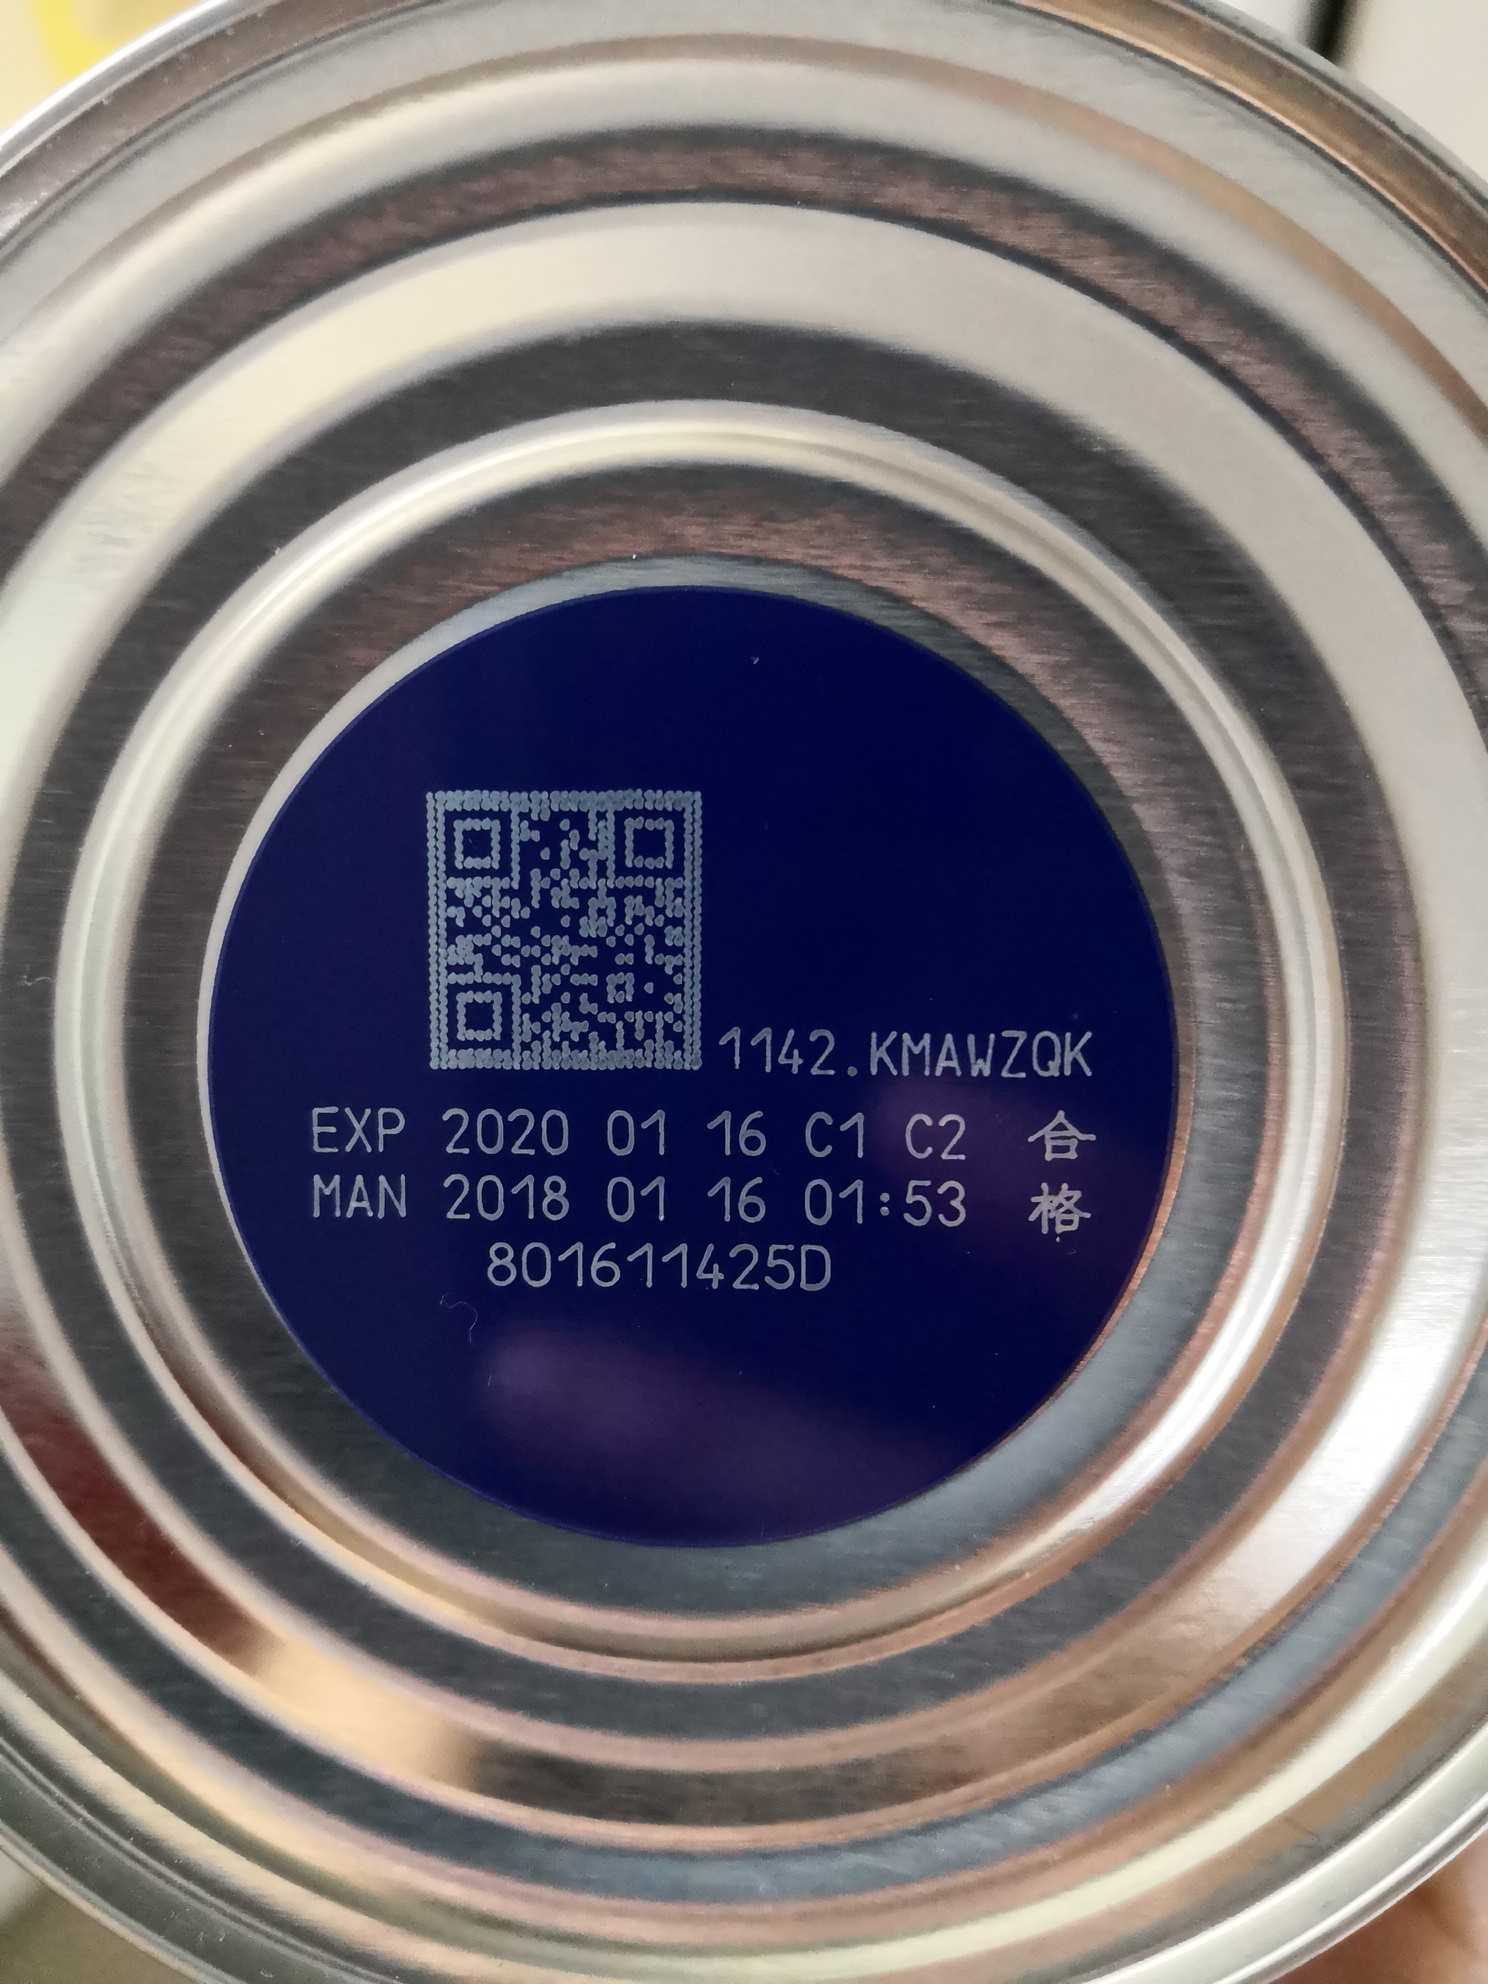 1142.KMAWZQK
EXP 2020 01 16 C1 C2 合
MAN 2018 01 16 01:53 格
801611425D